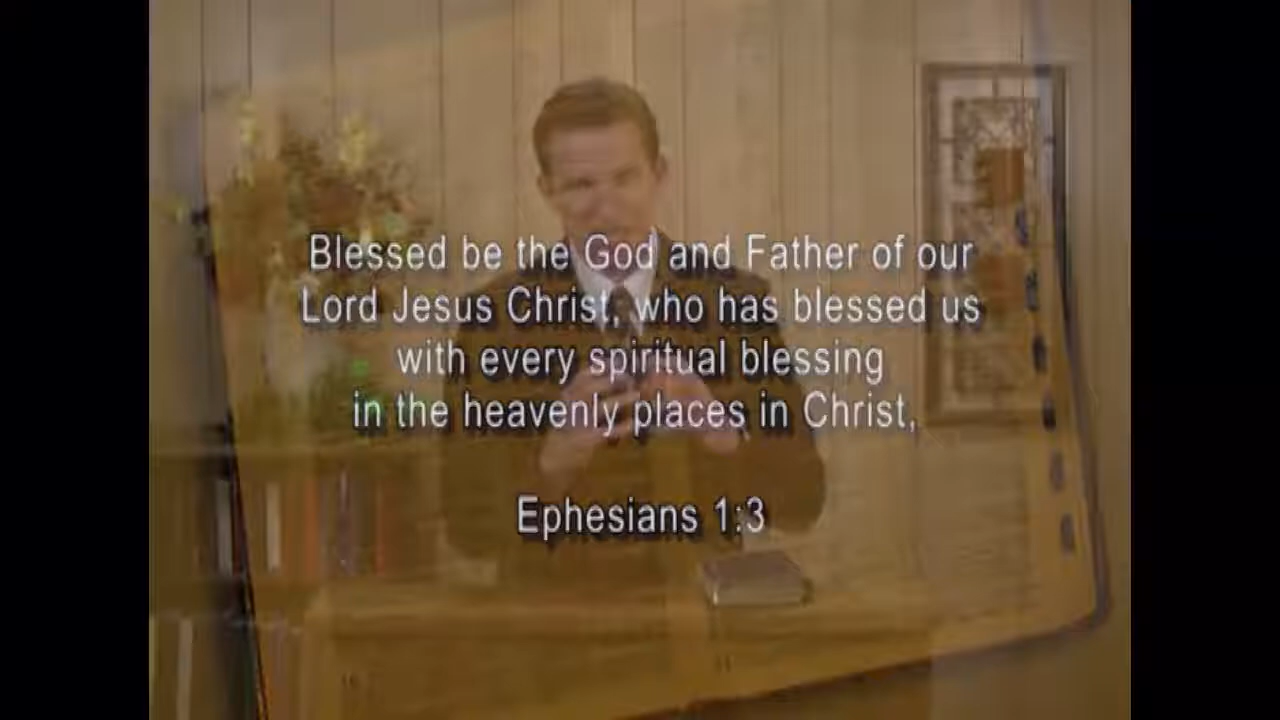 Blessed be the God and Father of our
Lord Jesus Christ, who has blessed us
with every spiritual blessing
in the heavenly places in Christ,
Ephesians 1:3